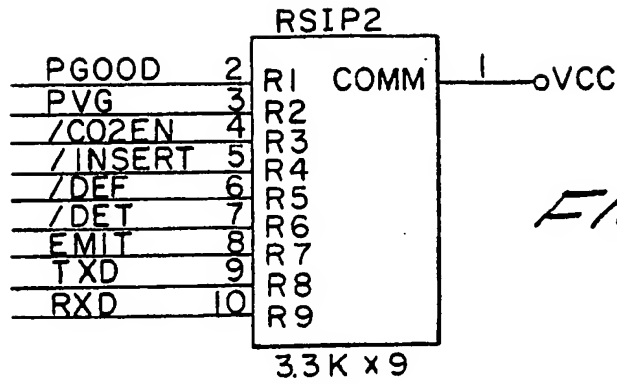 RSIP2
PGOOD 2 R1 COMM 1 VCC
PVG 3 R2
/CO2EN 4 R3
/INSERT 5 R4
/DEF 6 R5
/DET 7 R6
EMIT 8 R7
TXD 9 R8
RXD 10 R9
3.3K x 9